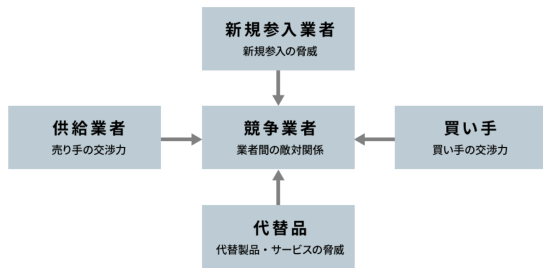 新規参入業者
新規参入の脅威
供給業者
売り手の交渉力
競争業者
業者間の敵対関係
買い手
買い手の交渉力
代替品
代替製品・サービスの脅威